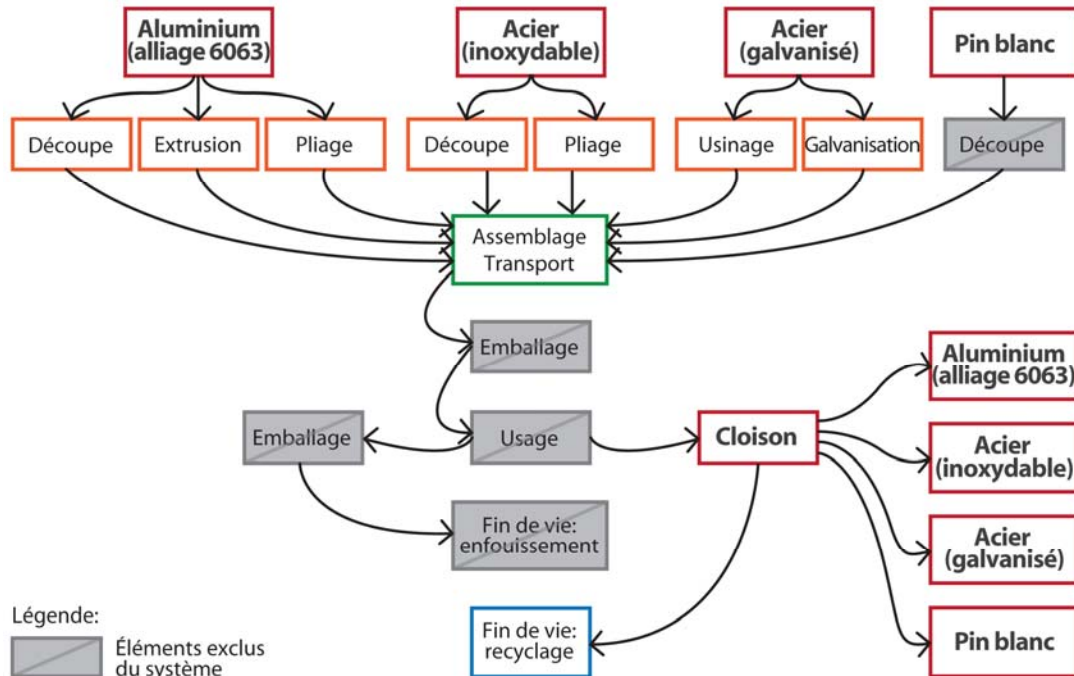 Aluminium
(alliage 6063)
Acier
(inoxydable)
Acier
(galvanisé)
Pin blanc
Découpe
Extrusion
Pliage
Découpe
Pliage
Usinage
Galvanisation
Découpe
Assemblage
Transport
Emballage
Emballage
Usage
Cloison
Aluminium
(alliage 6063)
Acier
(inoxydable)
Acier
(galvanisé)
Pin blanc
Fin de vie:
enfouissement
Fin de vie:
recyclage
Légende:
Éléments exclus
du système